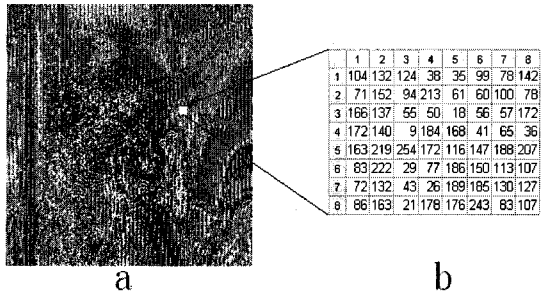 1 2 3 4 5 6 7 8
1 104 132 124 38 35 99 78 142
2 71 152 94 213 61 60 100 78
3 166 137 55 50 18 56 57 172
4 172 140 9 184 168 41 65 36
5 163 219 254 172 116 147 188 207
6 83 222 29 77 186 150 113 107
7 72 132 43 26 189 185 130 127
8 86 163 21 178 176 243 83 107
a b